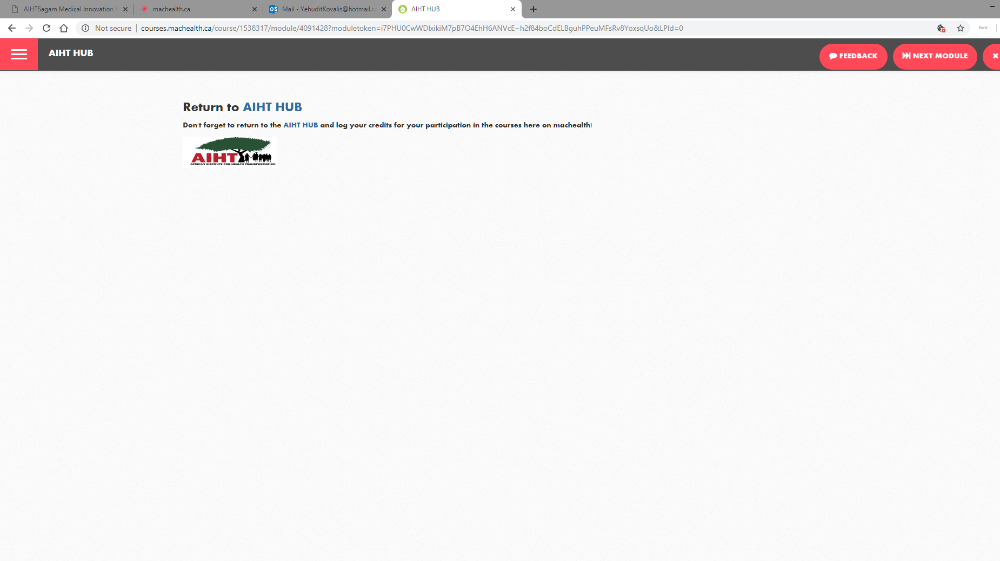 AIHTSagam Medical Innovation
machealth.ca
Mail - YehuditKovalis@hotmail.c
AIHT HUB
Not secure
courses.machealth.ca/course/1538317/module/4091428?moduletoken=i7PHU0CwWDlxikiM7pB7O4EhH6ANVcE~h2f84boCdELBguhPPeuMFsRv8YoxsqUo&LPId=0
font
AIHT HUB
FEEDBACK
NEXT MODULE
Return to AIHT HUB
Don't forget to return to the AIHT HUB and log your credits for your participation in the courses here on machealth!
AIHT
AFRICAN INSTITUTE FOR HEALTH TRANSFORMATION